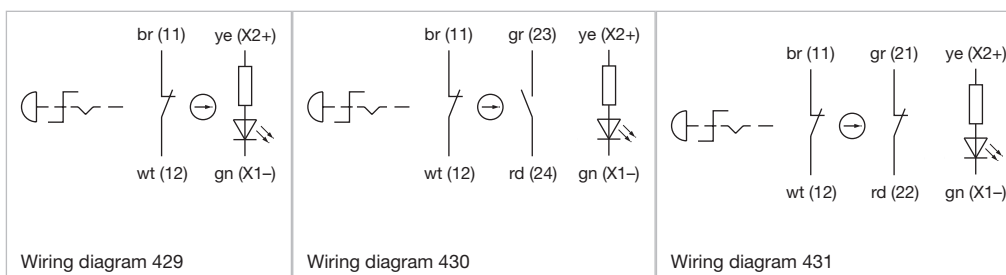 br (11) ye (X2+)
wt (12) gn (X1–)
Wiring diagram 429
br (11) gr (23) ye (X2+)
wt (12) rd (24) gn (X1–)
Wiring diagram 430
br (11) gr (21) ye (X2+)
wt (12) rd (22) gn (X1–)
Wiring diagram 431